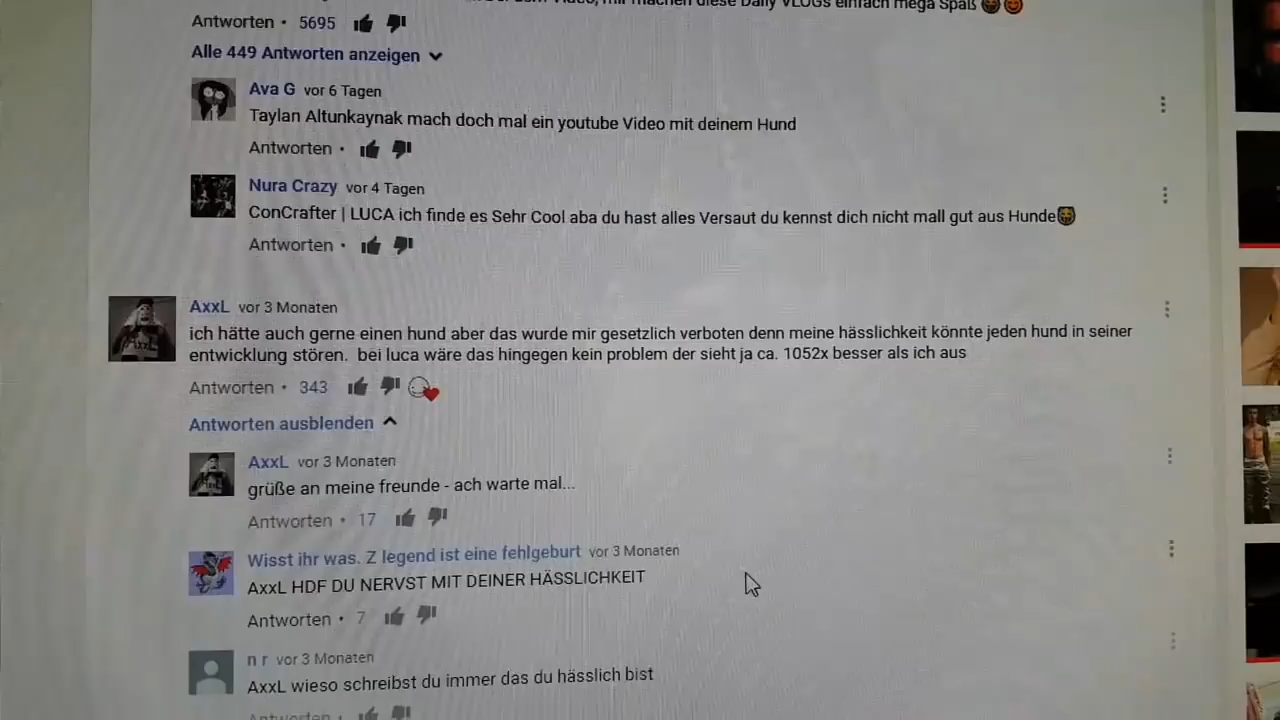 diese Daily VLOGs einfach mega Spaß
Antworten • 5695
Alle 449 Antworten anzeigen
Ava G vor 6 Tagen
Taylan Altunkaynak mach doch mal ein youtube Video mit deinem Hund
Antworten •
Nura Crazy vor 4 Tagen
ConCrafter | LUCA ich finde es Sehr Cool aba du hast alles Versaut du kennst dich nicht mall gut aus Hunde😹
Antworten •
AxxL vor 3 Monaten
ich hätte auch gerne einen hund aber das wurde mir gesetzlich verboten denn meine hässlichkeit könnte jeden hund in seiner
entwicklung stören. bei luca wäre das hingegen kein problem der sieht ja ca. 1052x besser als ich aus
Antworten • 343
Antworten ausblenden
AxxL vor 3 Monaten
grüße an meine freunde - ach warte mal...
Antworten • 17
Wisst ihr was. Z legend ist eine fehlgeburt vor 3 Monaten
AxxL HDF DU NERVST MIT DEINER HÄSSLICHKEIT
Antworten • 7
n r vor 3 Monaten
AxxL wieso schreibst du immer das du hässlich bist
Antworten •